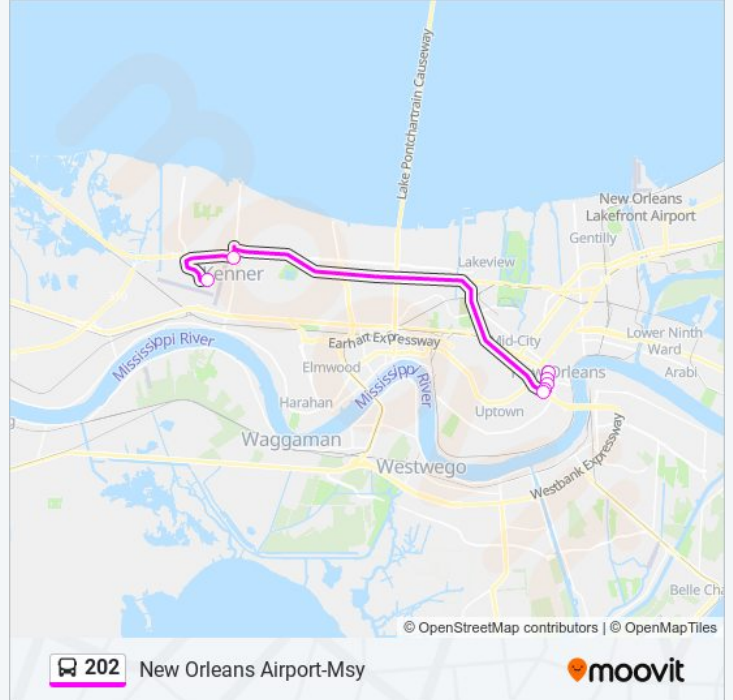 Lake Pontchartrain Causeway
New Orleans
Lakefront Airport
Gentilly
Lakeview
Kenner
Mississippi River
Earhart Expressway
Mid-City
Lower Ninth
Ward
Elmwood
Mississippi River
New Orleans
Arabi
Harahan
Uptown
Waggaman
Westwego
Westbank Expressway
Belle Cha
© OpenStreetMap contributors | © OpenMapTiles
202 New Orleans Airport-Msy
moovit